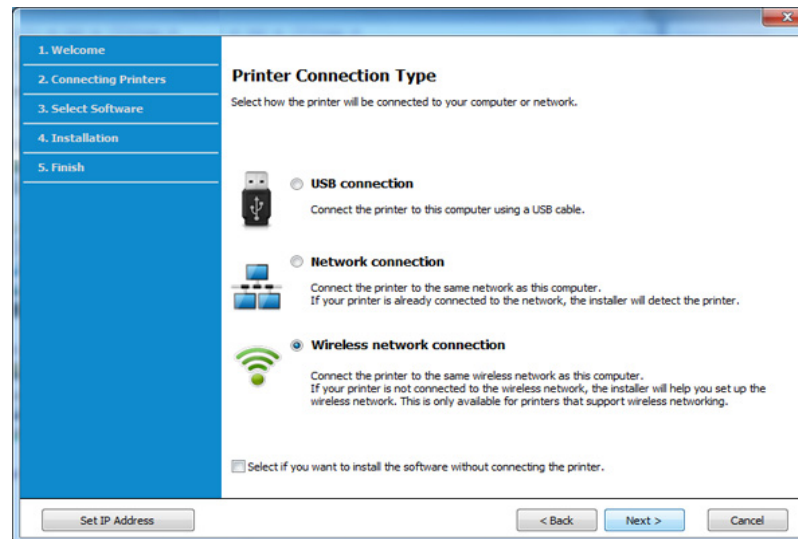 1. Welcome
2. Connecting Printers
3. Select Software
4. Installation
5. Finish
Printer Connection Type
Select how the printer will be connected to your computer or network.
USB connection
Connect the printer to this computer using a USB cable.
Network connection
Connect the printer to the same network as this computer.
If your printer is already connected to the network, the installer will detect the printer.
Wireless network connection
Connect the printer to the same wireless network as this computer.
If your printer is not connected to the wireless network, the installer will help you set up the
wireless network. This is only available for printers that support wireless networking.
Select if you want to install the software without connecting the printer.
Set IP Address
< Back
Next >
Cancel